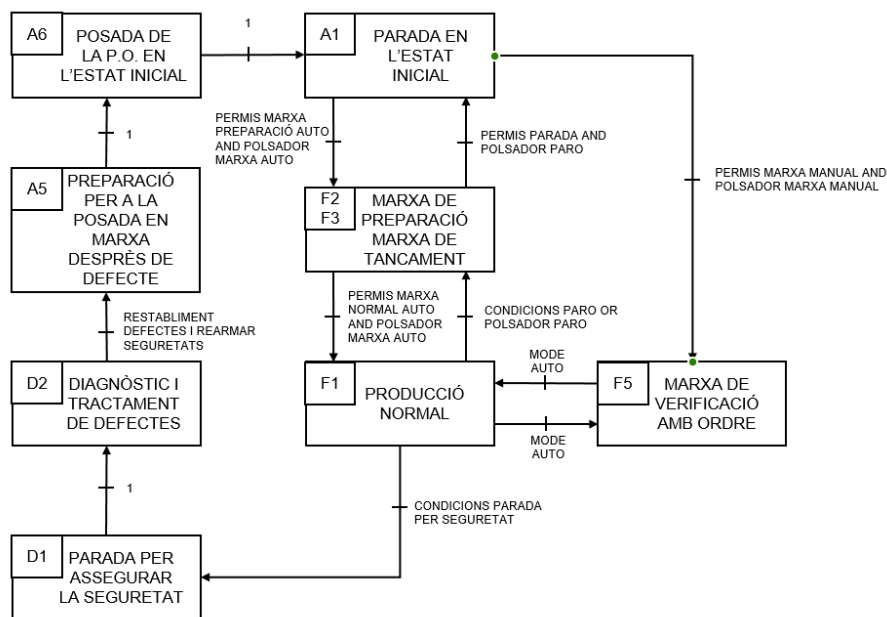 A6
POSADA DE
LA P.O. EN
L'ESTAT INICIAL
1
A1
PARADA EN
L'ESTAT
INICIAL
PERMIS MARXA
PREPARACIÓ AUTO
AND POLSADOR
MARXA AUTO
PERMIS PARADA AND
POLSADOR PARO
PERMIS MARXA MANUAL AND
POLSADOR MARXA MANUAL
1
A5
PREPARACIÓ
PER A LA
POSADA EN
MARXA
DESPRÈS DE
DEFECTE
F2
F3
MARXA DE
PREPARACIÓ
MARXA DE
TANCAMENT
RESTABLIMENT
DEFECTES I REARMAR
SEGURETATS
PERMIS MARXA
NORMAL AUTO
AND POLSADOR
MARXA AUTO
CONDICIONS PARO OR
POLSADOR PARO
D2
DIAGNÒSTIC I
TRACTAMENT
DE DEFECTES
F1
PRODUCCIÓ
NORMAL
MODE
AUTO
MODE
AUTO
F5
MARXA DE
VERIFICACIÓ
AMB ORDRE
1
CONDICIONS PARADA
PER SEGURETAT
D1
PARADA PER
ASSEGURAR
LA SEGURETAT